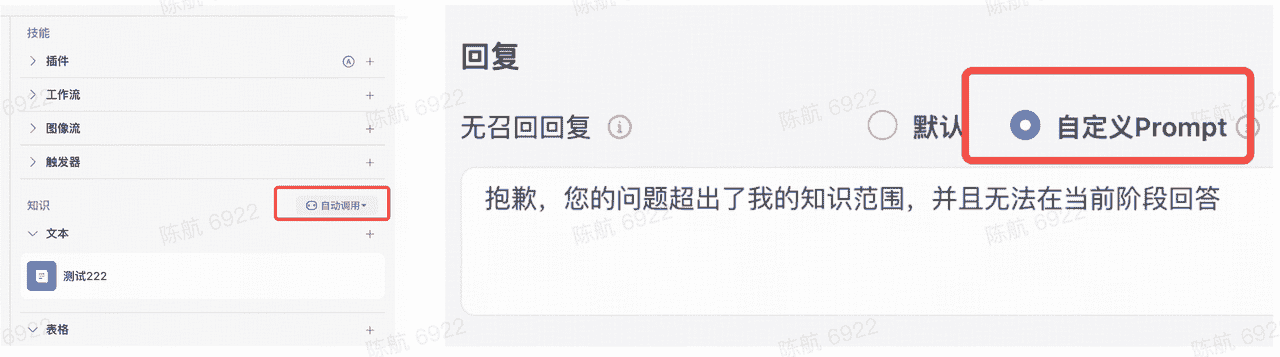 技能
插件
工作流
图像流
触发器
知识
自动调用
文本
测试222
表格
回复
无召回回复
默认
自定义Prompt
抱歉，您的问题超出了我的知识范围，并且无法在当前阶段回答
陈航 6922